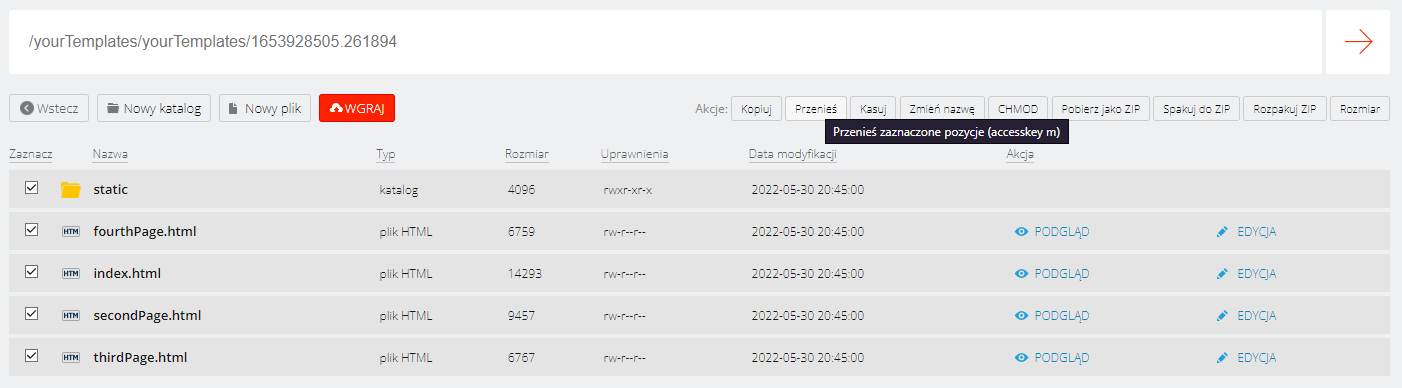 /yourTemplates/yourTemplates/1653928505.261894
Wstecz Nowy katalog Nowy plik WGRAJ Akcje: Kopiuj Przenieś Kasuj Zmień nazwę CHMOD Pobierz jako ZIP Spakuj do ZIP Rozpakuj ZIP Rozmiar
Przenieś zaznaczone pozycje (accesskey m)
Zaznacz Nazwa Typ Rozmiar Uprawnienia Data modyfikacji Akcja
static katalog 4096 rwxr-xr-x 2022-05-30 20:45:00
HTM fourthPage.html plik HTML 6759 rw-r--r-- 2022-05-30 20:45:00 PODGLĄD EDYCJA
HTM index.html plik HTML 14293 rw-r--r-- 2022-05-30 20:45:00 PODGLĄD EDYCJA
HTM secondPage.html plik HTML 9457 rw-r--r-- 2022-05-30 20:45:00 PODGLĄD EDYCJA
HTM thirdPage.html plik HTML 6767 rw-r--r-- 2022-05-30 20:45:00 PODGLĄD EDYCJA